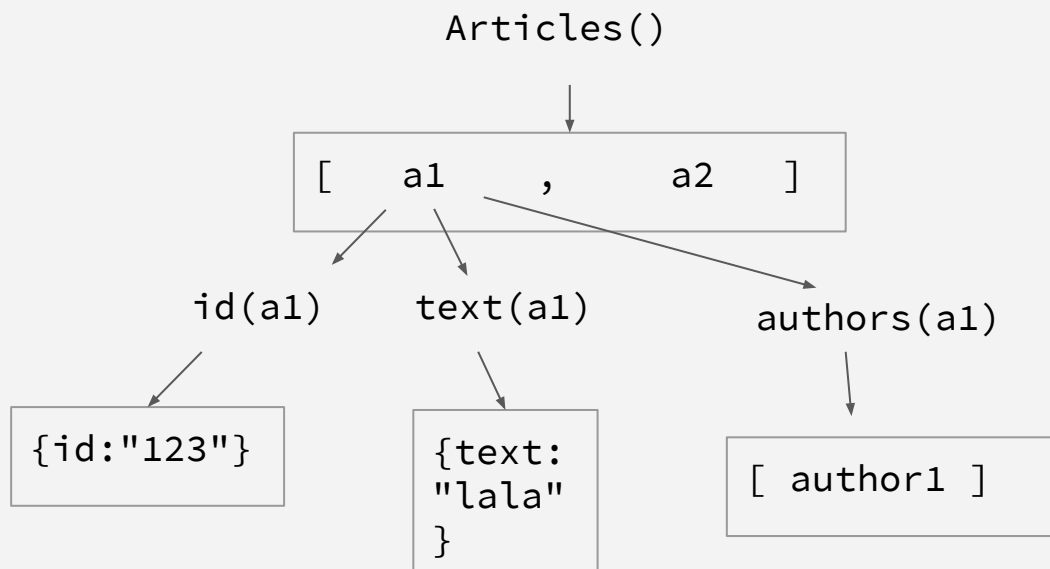 Articles()
[ a1 , a2 ]
id(a1)
text(a1)
authors(a1)
{id:"123"}
{text:
"lala"
}
[ author1 ]